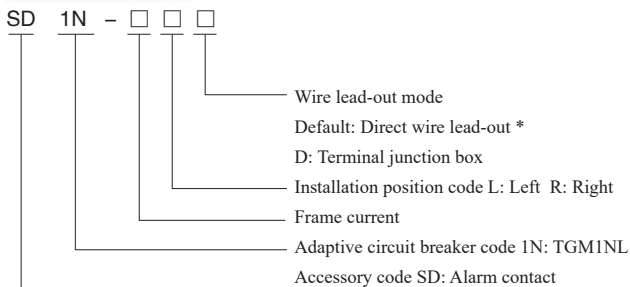 SD 1N – □ □ □
Wire lead-out mode
Default: Direct wire lead-out *
D: Terminal junction box
Installation position code L: Left R: Right
Frame current
Adaptive circuit breaker code 1N: TGM1NL
Accessory code SD: Alarm contact